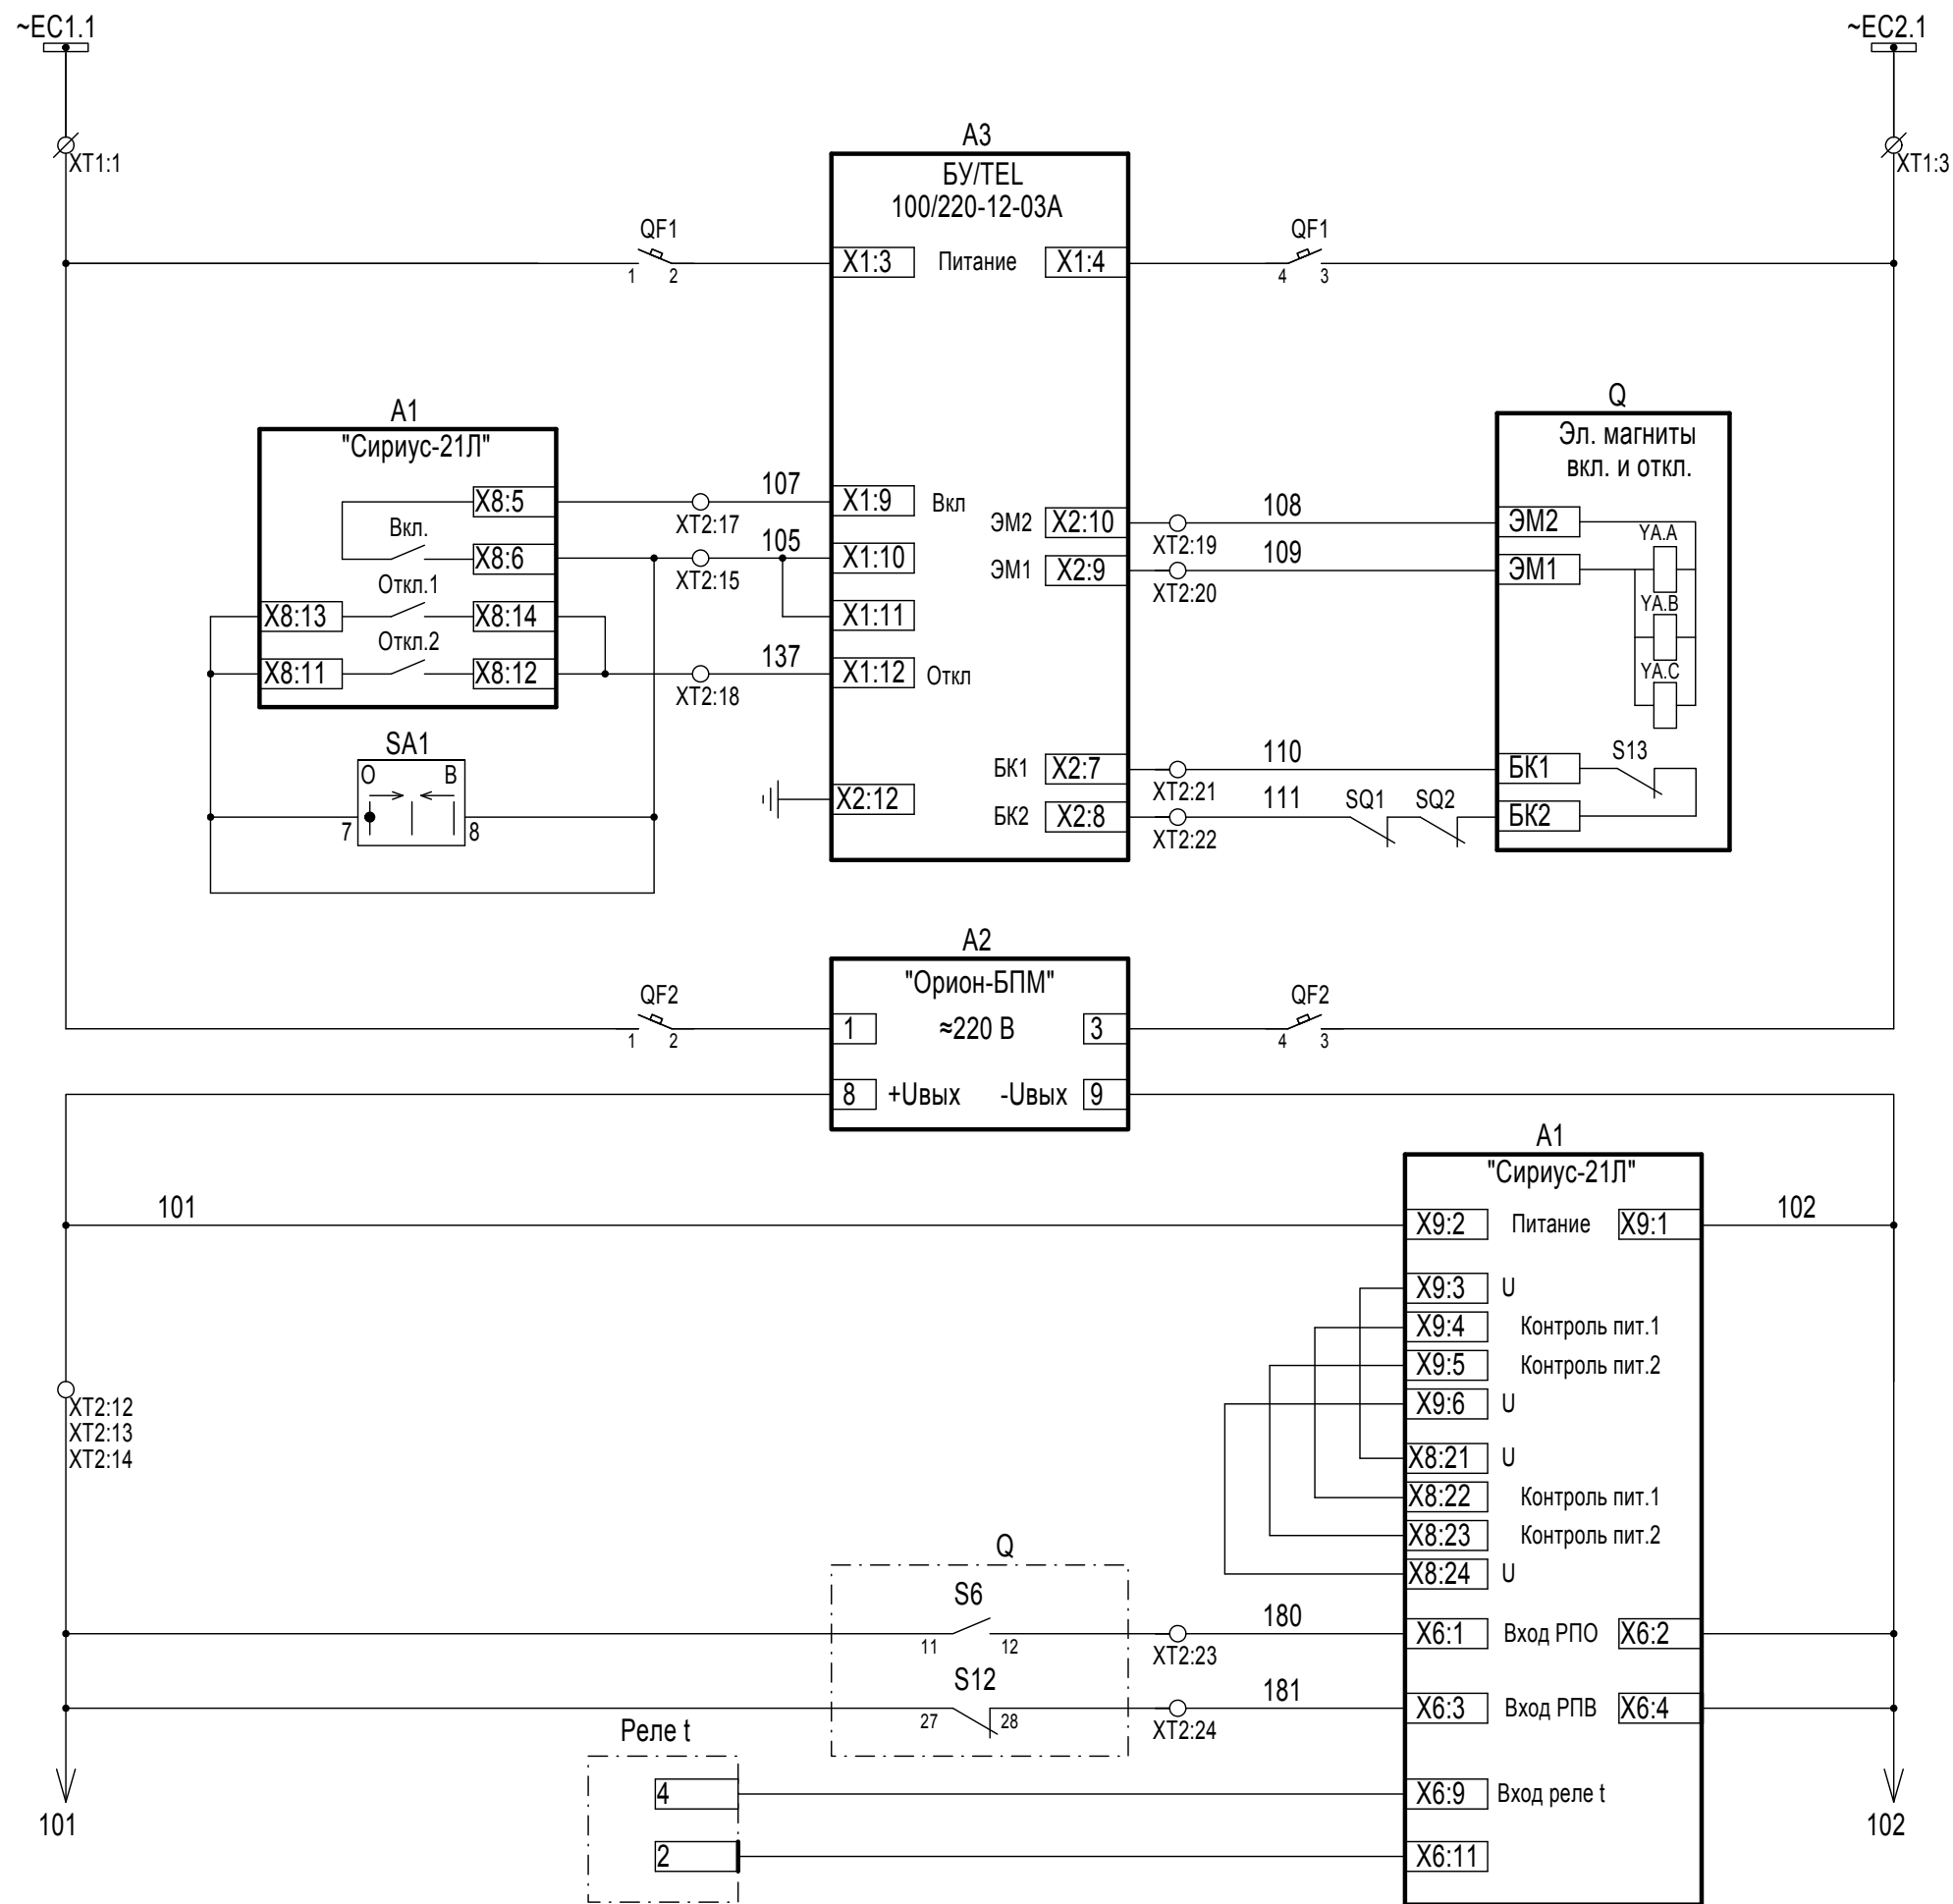 ~EC1.1
~EC2.1
XT1:1
XT1:3
A3
БУ/TEL
100/220-12-03А
QF1
1 2
X1:3 Питание X1:4
QF1
4 3
A1
"Сириус-21Л"
X8:5
Вкл.
X8:6
Откл.1
X8:13 X8:14
Откл.2
X8:11 X8:12
107
XT2:17
105
XT2:15
137
XT2:18
X1:9 Вкл
X1:10
X1:11
X1:12 Откл
X2:12
ЭМ2 X2:10
ЭМ1 X2:9
БК1 X2:7
БК2 X2:8
SA1
О В
7 8
108
XT2:19
109
XT2:20
110
XT2:21
111
XT2:22
SQ1 SQ2
Q
Эл. магниты
вкл. и откл.
ЭМ2
ЭМ1
YA.A
YA.B
YA.C
S13
БК1
БК2
A2
"Орион-БПМ"
QF2
1 2
1 ≈220 В 3
QF2
4 3
8 +Uвых -Uвых 9
A1
"Сириус-21Л"
101
102
X9:2 Питание X9:1
X9:3 U
X9:4 Контроль пит.1
X9:5 Контроль пит.2
X9:6 U
X8:21 U
X8:22 Контроль пит.1
X8:23 Контроль пит.2
X8:24 U
XT2:12
XT2:13
XT2:14
Q
S6
11 12
180
XT2:23
X6:1 Вход РПО X6:2
S12
27 28
181
XT2:24
X6:3 Вход РПВ X6:4
Реле t
4
X6:9 Вход реле t
2
X6:11
101
102